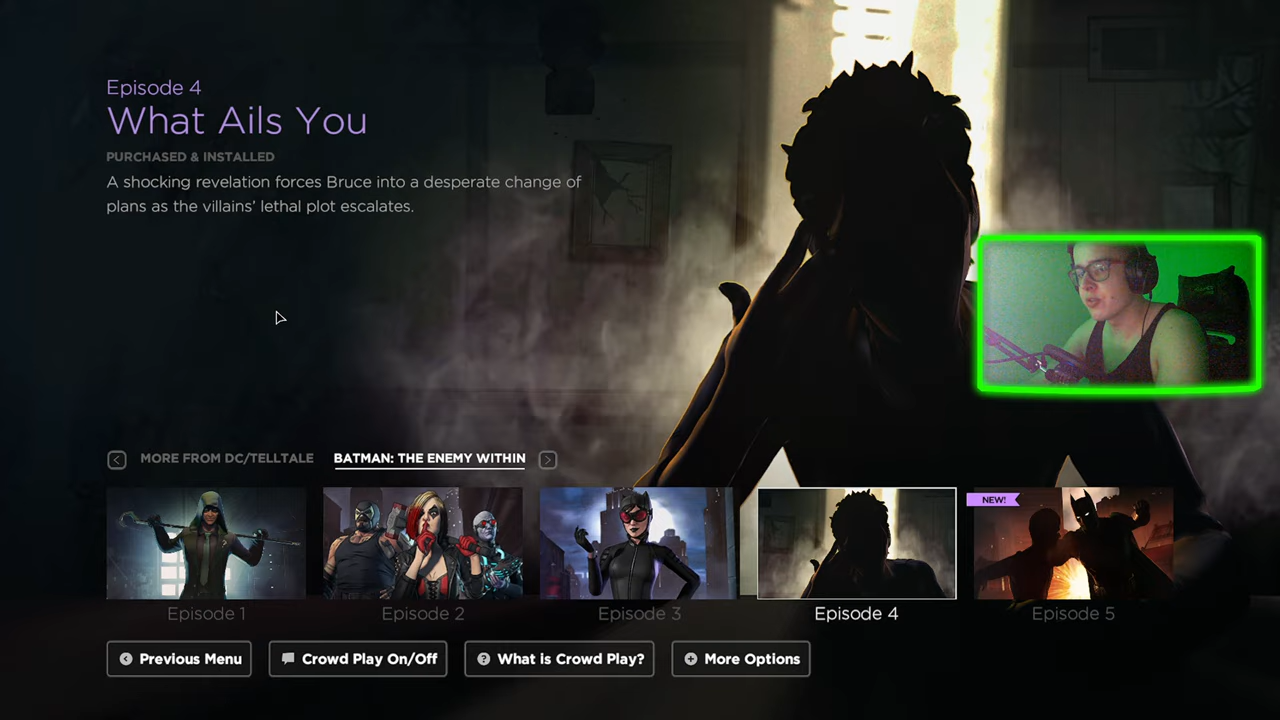 Episode 4
What Ails You
PURCHASED & INSTALLED
A shocking revelation forces Bruce into a desperate change of
plans as the villains’ lethal plot escalates.
MORE FROM DC/TELLTALE
BATMAN: THE ENEMY WITHIN
NEW!
Episode 1
Episode 2
Episode 3
Episode 4
Episode 5
Previous Menu
Crowd Play On/Off
What is Crowd Play?
More Options